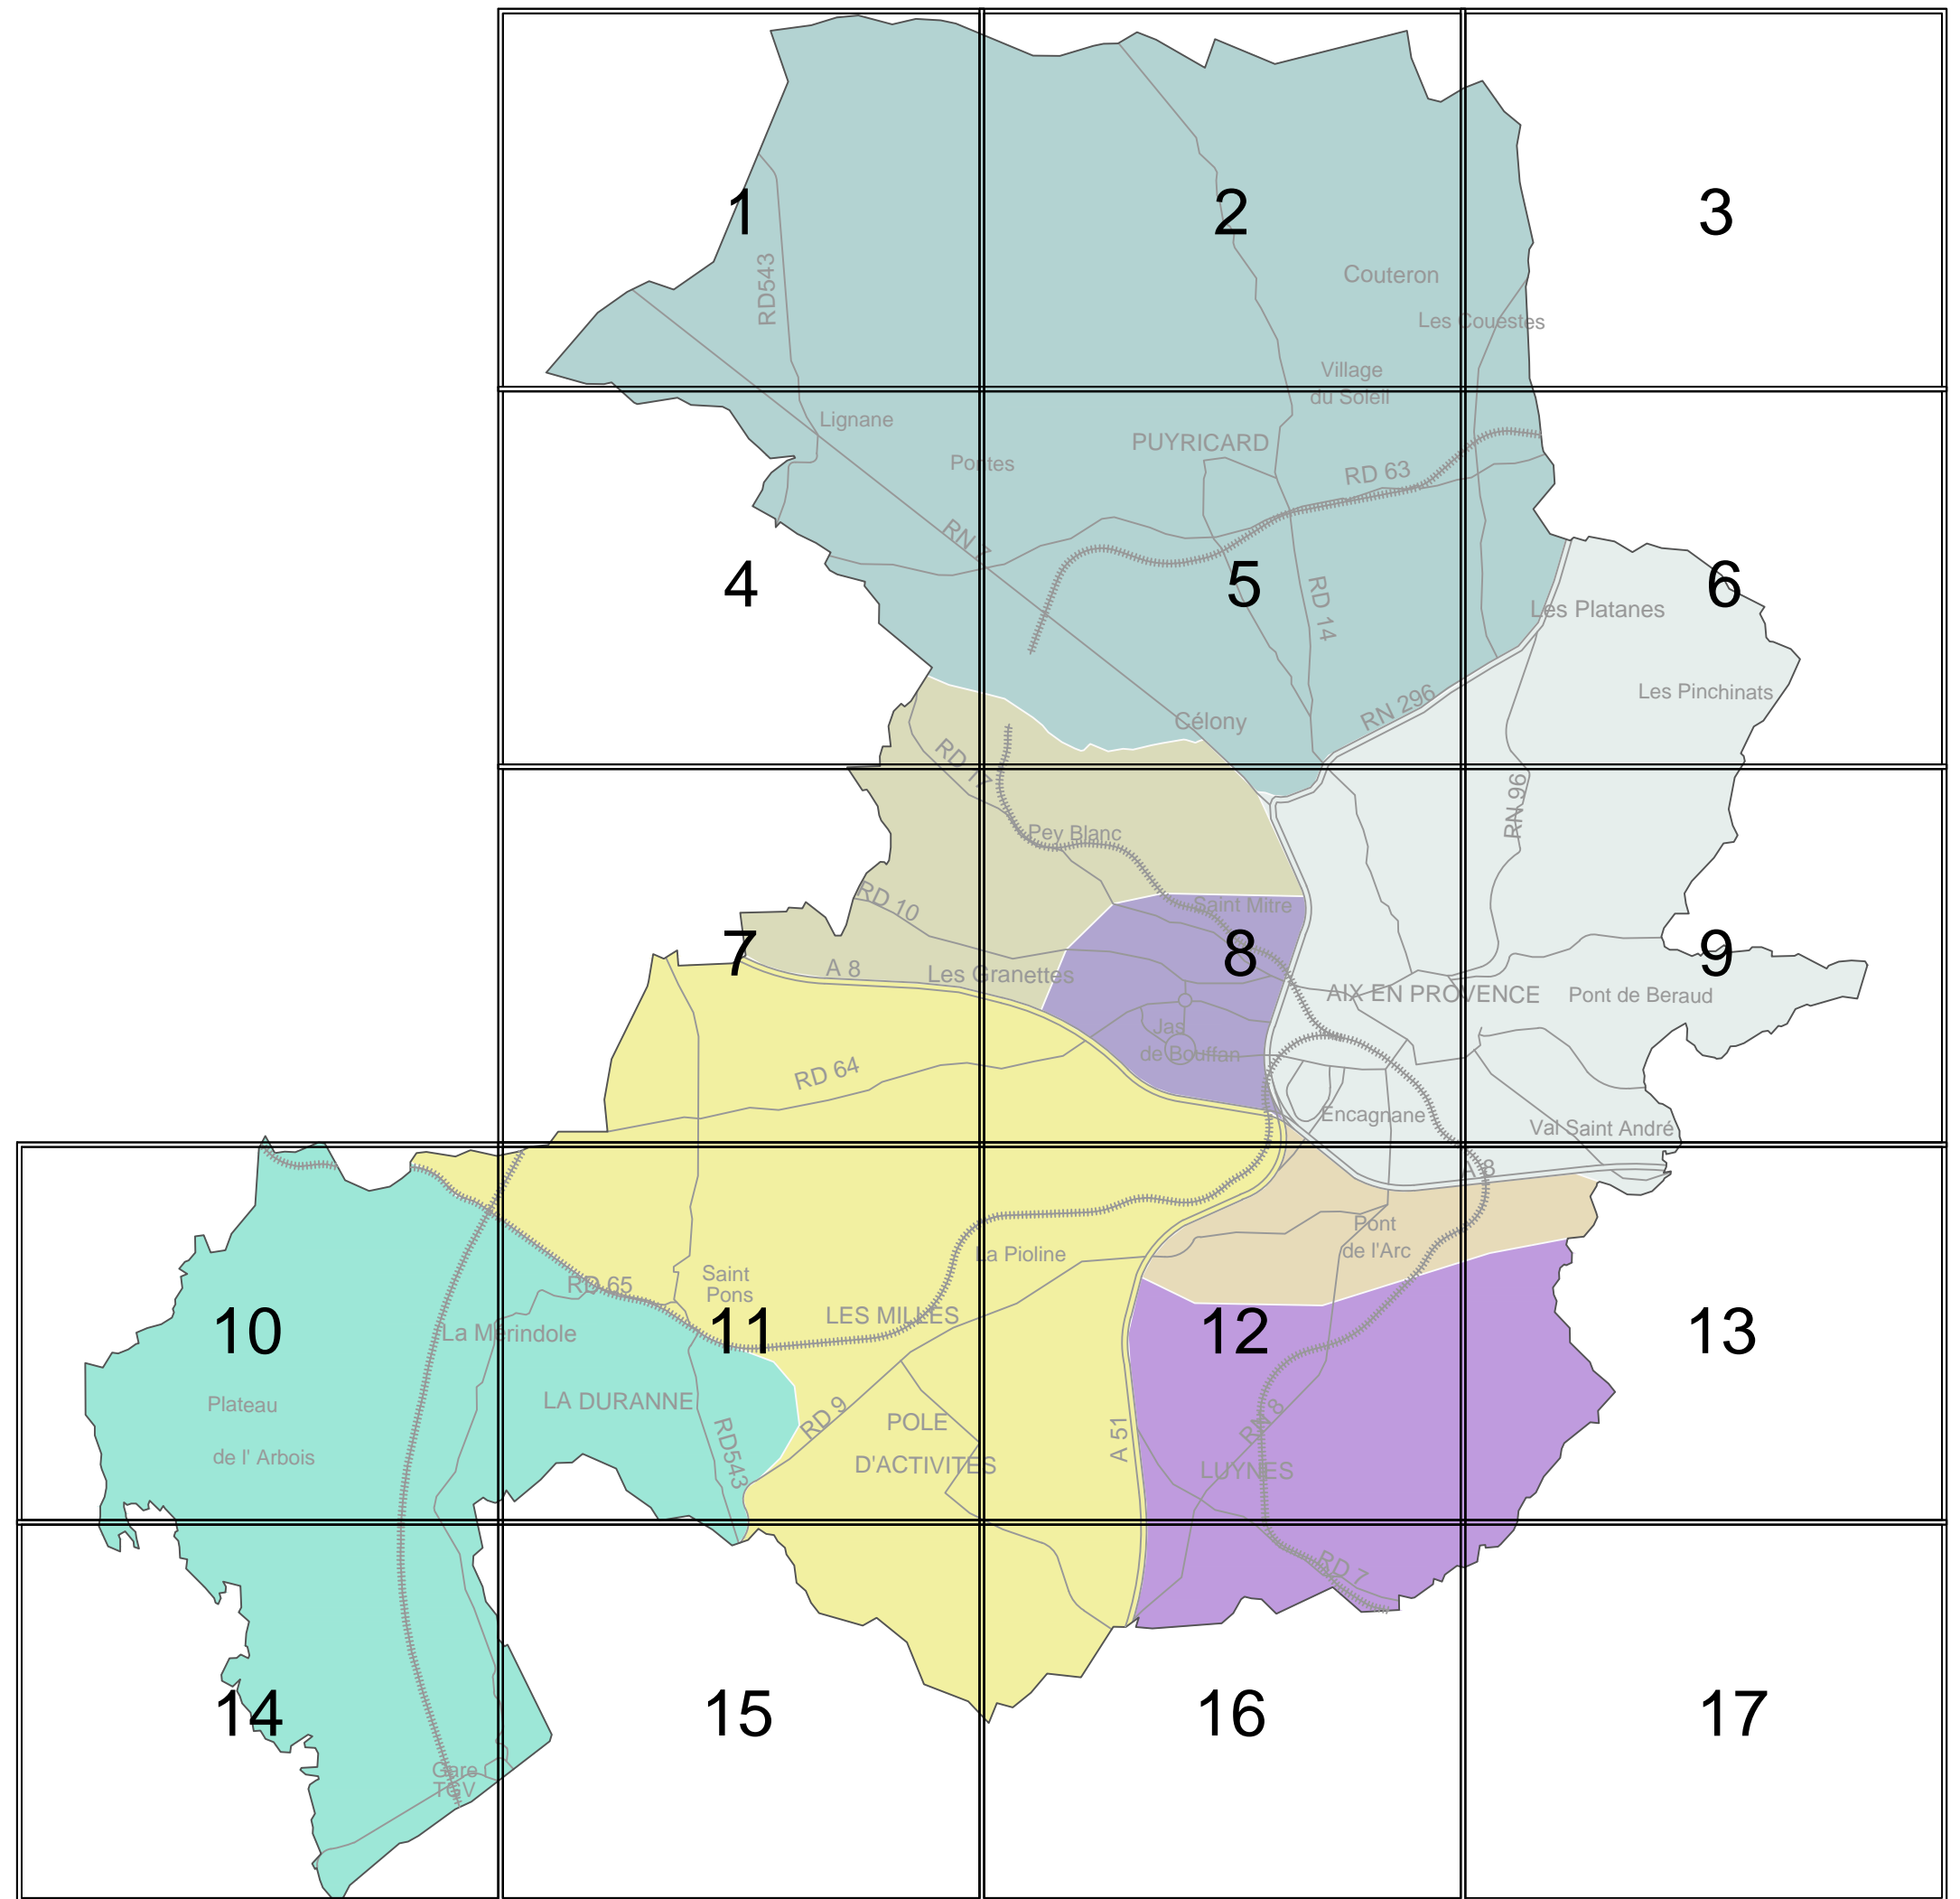 1
2
3
RD543
Couteron
Les Couestes
Village
du Soleil
Lignane
Pontes
PUYRICARD
RD 63
RN 7
4
5
6
RD 14
Les Platanes
Les Pinchinats
RN 296
Célony
RD 17
RN 96
Pey Blanc
RD 10
Saint Mitre
7
8
9
A 8
Les Granettes
AIX EN PROVENCE
Pont de Beraud
Jas
de Bouffan
RD 64
Encagnane
Val Saint André
A 8
Pont
de l'Arc
La Pioline
Saint
Pons
RD 65
LES MILLES
10
11
12
13
La Mérindole
Plateau
de l' Arbois
LA DURANNE
RD 9
RD543
POLE
D'ACTIVITES
A 51
RN 8
LUYNES
RD 7
14
15
16
17
Gare
TGV